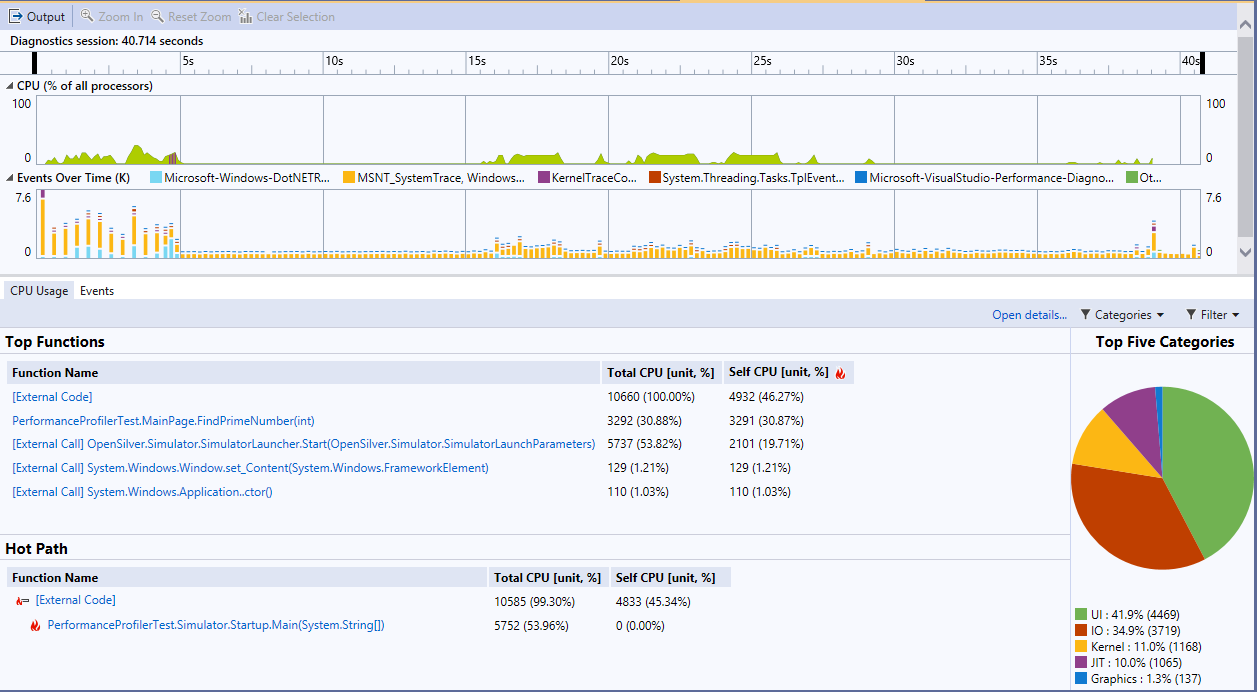 Output Zoom In Reset Zoom Clear Selection
Diagnostics session: 40.714 seconds
5s 10s 15s 20s 25s 30s 35s 40s
CPU (% of all processors)
100 100
0 0
Events Over Time (K) Microsoft-Windows-DotNETR... MSNT_SystemTrace, Windows... KernelTraceCo... System.Threading.Tasks.TplEvent... Microsoft-VisualStudio-Performance-Diagno... Ot...
7.6 7.6
0 0
CPU Usage Events
Open details... Categories Filter
Top Functions Top Five Categories
Function Name Total CPU [unit, %] Self CPU [unit, %]
[External Code] 10660 (100.00%) 4932 (46.27%)
PerformanceProfilerTest.MainPage.FindPrimeNumber(int) 3292 (30.88%) 3291 (30.87%)
[External Call] OpenSilver.Simulator.SimulatorLauncher.Start(OpenSilver.Simulator.SimulatorLaunchParameters) 5737 (53.82%) 2101 (19.71%)
[External Call] System.Windows.Window.set_Content(System.Windows.FrameworkElement) 129 (1.21%) 129 (1.21%)
[External Call] System.Windows.Application..ctor() 110 (1.03%) 110 (1.03%)
Hot Path
Function Name Total CPU [unit, %] Self CPU [unit, %]
[External Code] 10585 (99.30%) 4833 (45.34%)
PerformanceProfilerTest.Simulator.Startup.Main(System.String[]) 5752 (53.96%) 0 (0.00%)
UI : 41.9% (4469)
IO : 34.9% (3719)
Kernel : 11.0% (1168)
JIT : 10.0% (1065)
Graphics : 1.3% (137)